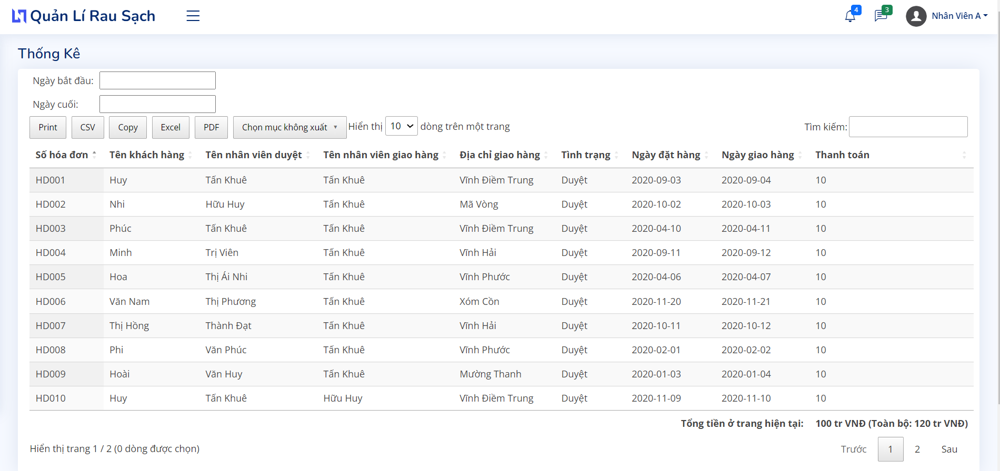 Quản Lí Rau Sạch
4
3
Nhân Viên A
Thống Kê
Ngày bắt đầu:
Ngày cuối:
Print CSV Copy Excel PDF Chọn mục không xuất Hiển thị 10 dòng trên một trang Tìm kiếm:
Số hóa đơn Tên khách hàng Tên nhân viên duyệt Tên nhân viên giao hàng Địa chỉ giao hàng Tình trạng Ngày đặt hàng Ngày giao hàng Thanh toán
HD001 Huy Tấn Khuê Tấn Khuê Vĩnh Điềm Trung Duyệt 2020-09-03 2020-09-04 10
HD002 Nhi Hữu Huy Tấn Khuê Mã Vòng Duyệt 2020-10-02 2020-10-03 10
HD003 Phúc Tấn Khuê Tấn Khuê Vĩnh Điềm Trung Duyệt 2020-04-10 2020-04-11 10
HD004 Minh Trị Viên Tấn Khuê Vĩnh Hải Duyệt 2020-09-11 2020-09-12 10
HD005 Hoa Thị Ái Nhi Tấn Khuê Vĩnh Phước Duyệt 2020-04-06 2020-04-07 10
HD006 Văn Nam Thị Phương Tấn Khuê Xóm Cồn Duyệt 2020-11-20 2020-11-21 10
HD007 Thị Hồng Thành Đạt Tấn Khuê Vĩnh Hải Duyệt 2020-10-11 2020-10-12 10
HD008 Phi Văn Phúc Tấn Khuê Vĩnh Phước Duyệt 2020-02-01 2020-02-02 10
HD009 Hoài Văn Huy Tấn Khuê Mường Thanh Duyệt 2020-01-03 2020-01-04 10
HD010 Huy Tấn Khuê Hữu Huy Vĩnh Điềm Trung Duyệt 2020-11-09 2020-11-10 10
Tổng tiền ở trang hiện tại: 100 tr VNĐ (Toàn bộ: 120 tr VNĐ)
Hiển thị trang 1 / 2 (0 dòng được chọn) Trước 1 2 Sau